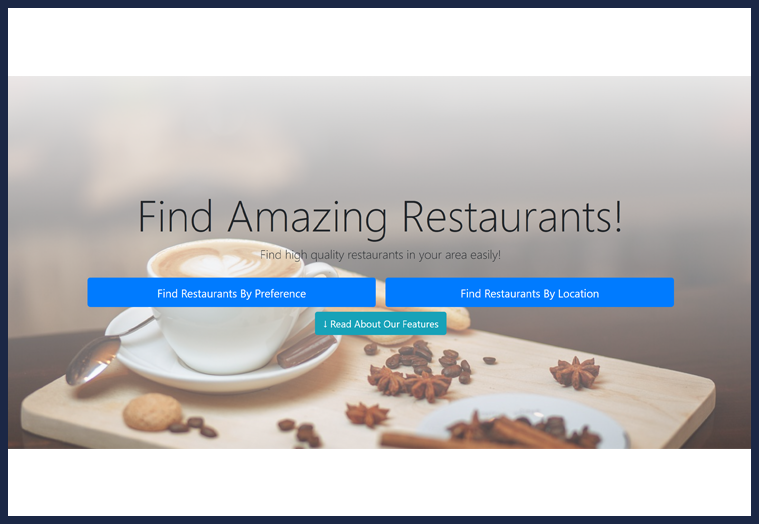 Find Amazing Restaurants!
Find high quality restaurants in your area easily!
Find Restaurants By Preference
Find Restaurants By Location
↓ Read About Our Features